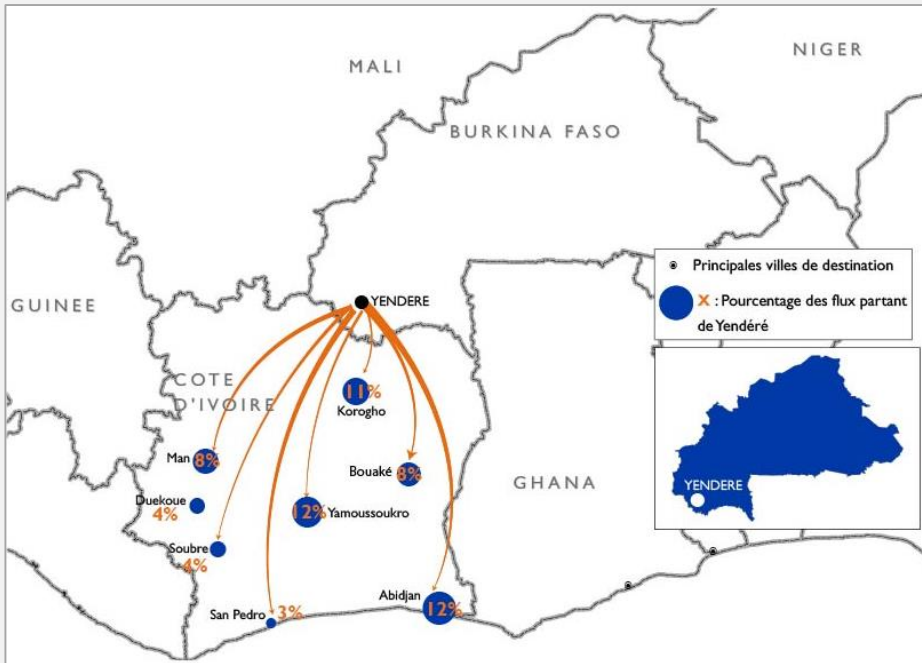 NIGER
MALI
BURKINA FASO
Principales villes de destination
X : Pourcentage des flux partant
de Yendéré
GUINEE
YENDERE
COTE
D'IVOIRE
11%
Korogho
Man
8%
Bouaké
8%
GHANA
YENDERE
Duekoue
4%
12%
Yamoussoukro
Soubre
4%
Abidjan
12%
San Pedro
3%